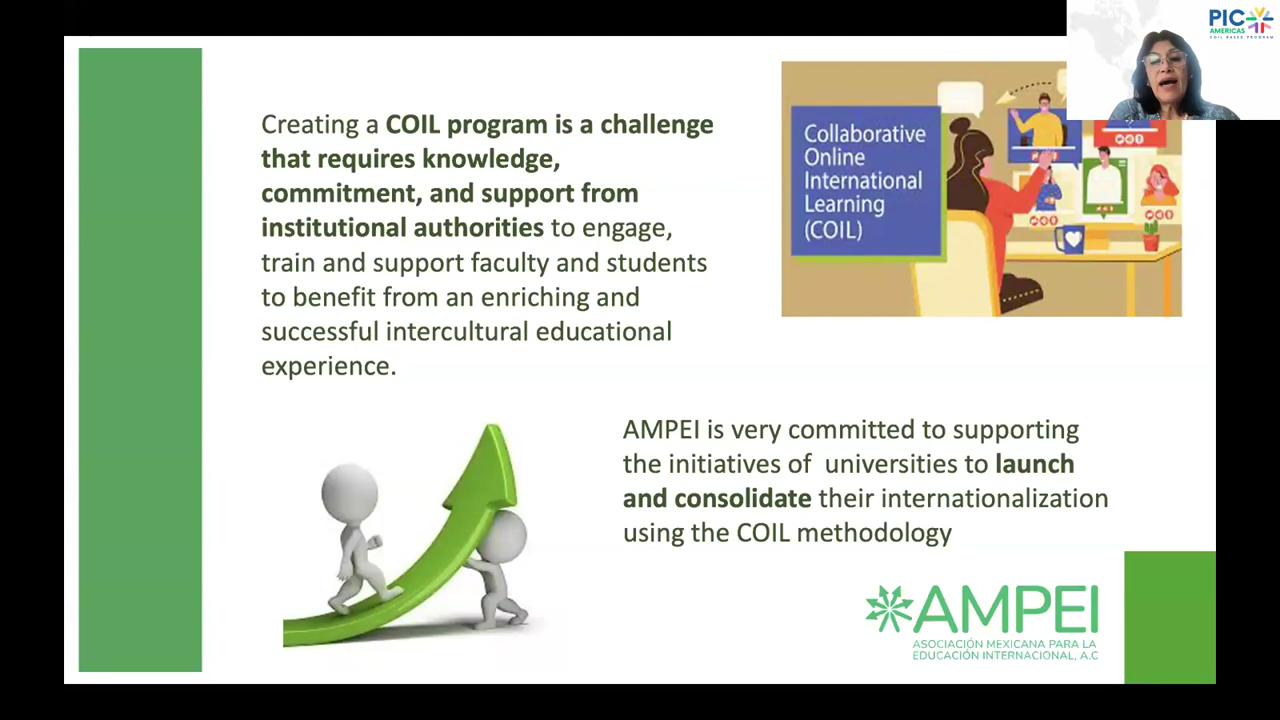 PIC
AMERICAS
COIL BASED PROGRAM
Creating a COIL program is a challenge
that requires knowledge,
commitment, and support from
institutional authorities to engage,
train and support faculty and students
to benefit from an enriching and
successful intercultural educational
experience.
Collaborative
Online
International
Learning
(COIL)
AMPEI is very committed to supporting
the initiatives of  universities to launch
and consolidate their internationalization
using the COIL methodology
AMPEI
ASOCIACIÓN MEXICANA PARA LA
EDUCACIÓN INTERNACIONAL, A.C